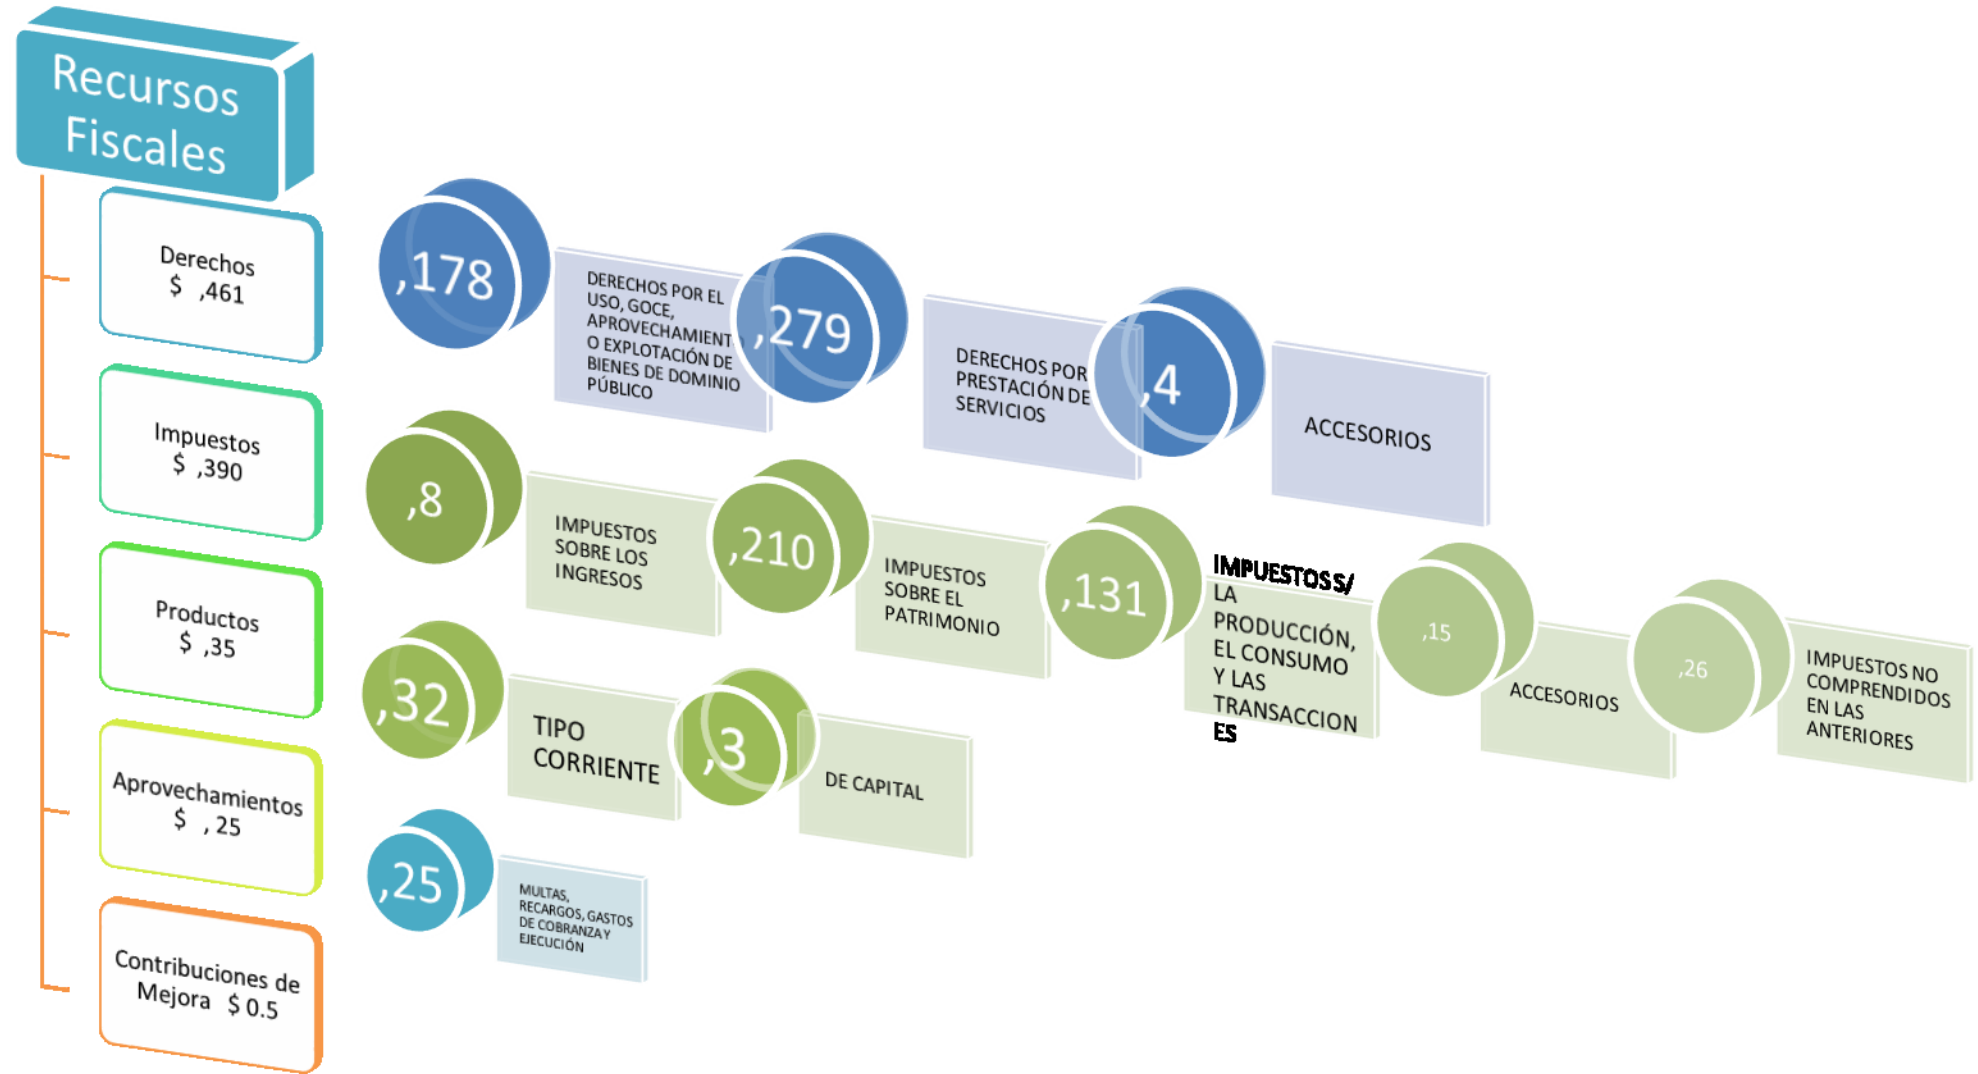 Recursos
Fiscales
Derechos
$ ,461
,178
DERECHOS POR EL
USO, GOCE,
APROVECHAMIENT
O EXPLOTACIÓN DE
BIENES DE DOMINIO
PÚBLICO
,279
DERECHOS POR
PRESTACIÓN DE
SERVICIOS
,4
ACCESORIOS
Impuestos
$ ,390
,8
IMPUESTOS
SOBRE LOS
INGRESOS
,210
IMPUESTOS
SOBRE EL
PATRIMONIO
,131
IMPUESTOS S/
LA
PRODUCCIÓN,
EL CONSUMO
Y LAS
TRANSACCION
ES
,15
ACCESORIOS
,26
IMPUESTOS NO
COMPRENDIDOS
EN LAS
ANTERIORES
Productos
$ ,35
,32
TIPO
CORRIENTE
,3
DE CAPITAL
Aprovechamientos
$ , 25
,25
MULTAS,
RECARGOS, GASTOS
DE COBRANZA Y
EJECUCIÓN
Contribuciones de
Mejora $ 0.5